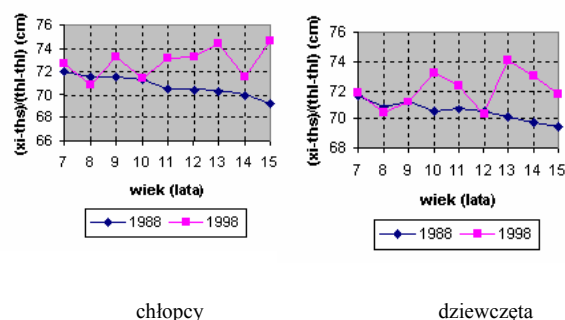 (xi-ths)/(thl-thl) (cm)
76
74
72
70
68
66
7 8 9 10 11 12 13 14 15
wiek (lata)
1988 1998
chłopcy
(xi-ths)/(thl-thl) (cm)
76
74
72
70
68
7 8 9 10 11 12 13 14 15
wiek (lata)
1988 1998
dziewczęta